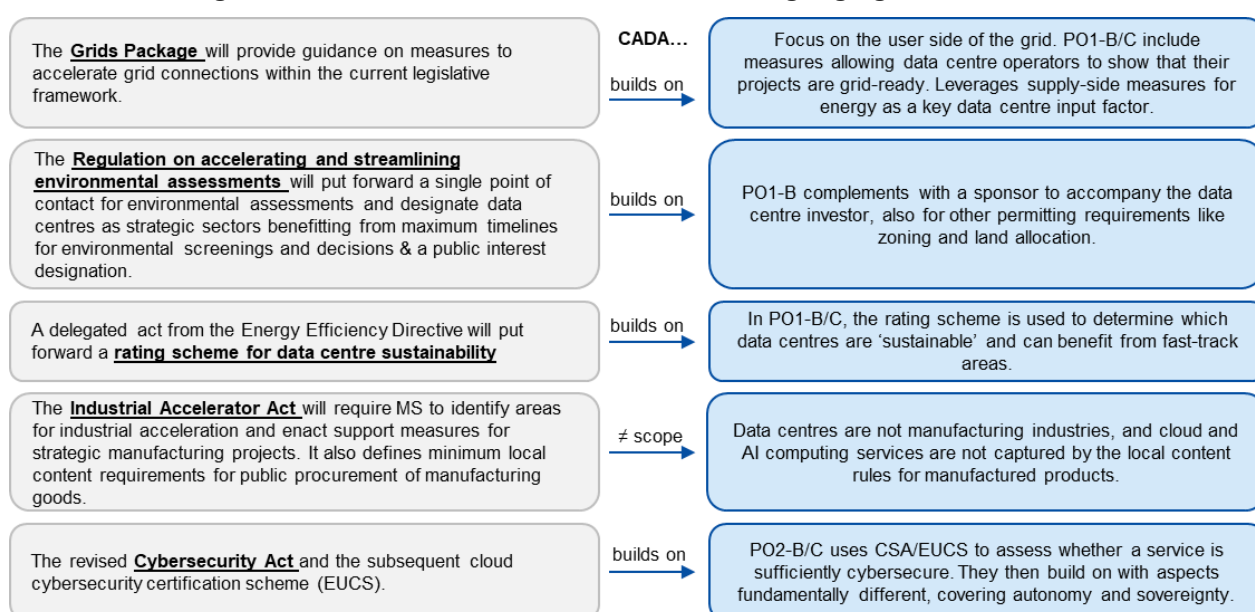 The Grids Package will provide guidance on measures to
accelerate grid connections within the current legislative
framework.
CADA…
builds on
Focus on the user side of the grid. PO1-B/C include
measures allowing data centre operators to show that their
projects are grid-ready. Leverages supply-side measures for
energy as a key data centre input factor.
The Regulation on accelerating and streamlining
environmental assessments will put forward a single point of
contact for environmental assessments and designate data
centres as strategic sectors benefitting from maximum timelines
for environmental screenings and decisions & a public interest
designation.
builds on
PO1-B complements with a sponsor to accompany the data
centre investor, also for other permitting requirements like
zoning and land allocation.
A delegated act from the Energy Efficiency Directive will put
forward a rating scheme for data centre sustainability
builds on
In PO1-B/C, the rating scheme is used to determine which
data centres are ‘sustainable’ and can benefit from fast-track
areas.
The Industrial Accelerator Act will require MS to identify areas
for industrial acceleration and enact support measures for
strategic manufacturing projects. It also defines minimum local
content requirements for public procurement of manufacturing
goods.
≠ scope
Data centres are not manufacturing industries, and cloud and
AI computing services are not captured by the local content
rules for manufactured products.
The revised Cybersecurity Act and the subsequent cloud
cybersecurity certification scheme (EUCS).
builds on
PO2-B/C uses CSA/EUCS to assess whether a service is
sufficiently cybersecure. They then build on with aspects
fundamentally different, covering autonomy and sovereignty.